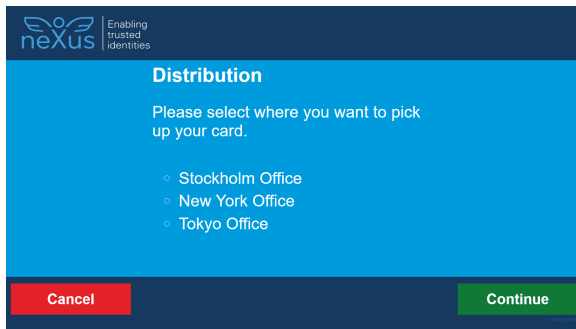 neXus
Enabling
trusted
identities
Distribution
Please select where you want to pick
up your card.
Stockholm Office
New York Office
Tokyo Office
Cancel
Continue